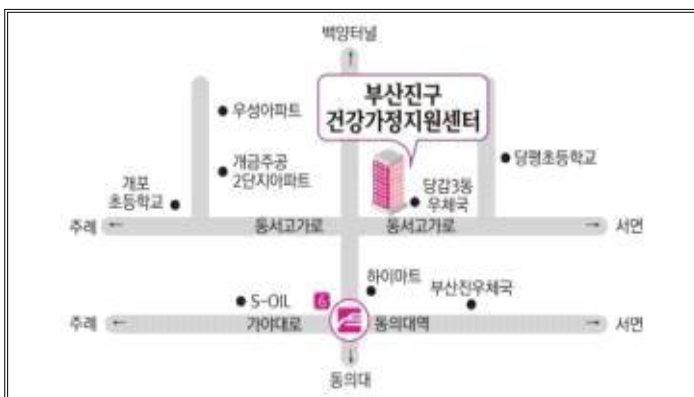 백양터널
부산진구
건강가정지원센터
우성아파트
당평초등학교
개금주공
2단지아파트
개포
초등학교
당감3동
우체국
주례
동서고가로
동서고가로
서면
하이마트
부산진우체국
S-OIL
6
주례
가야대로
동의대역
서면
동의대